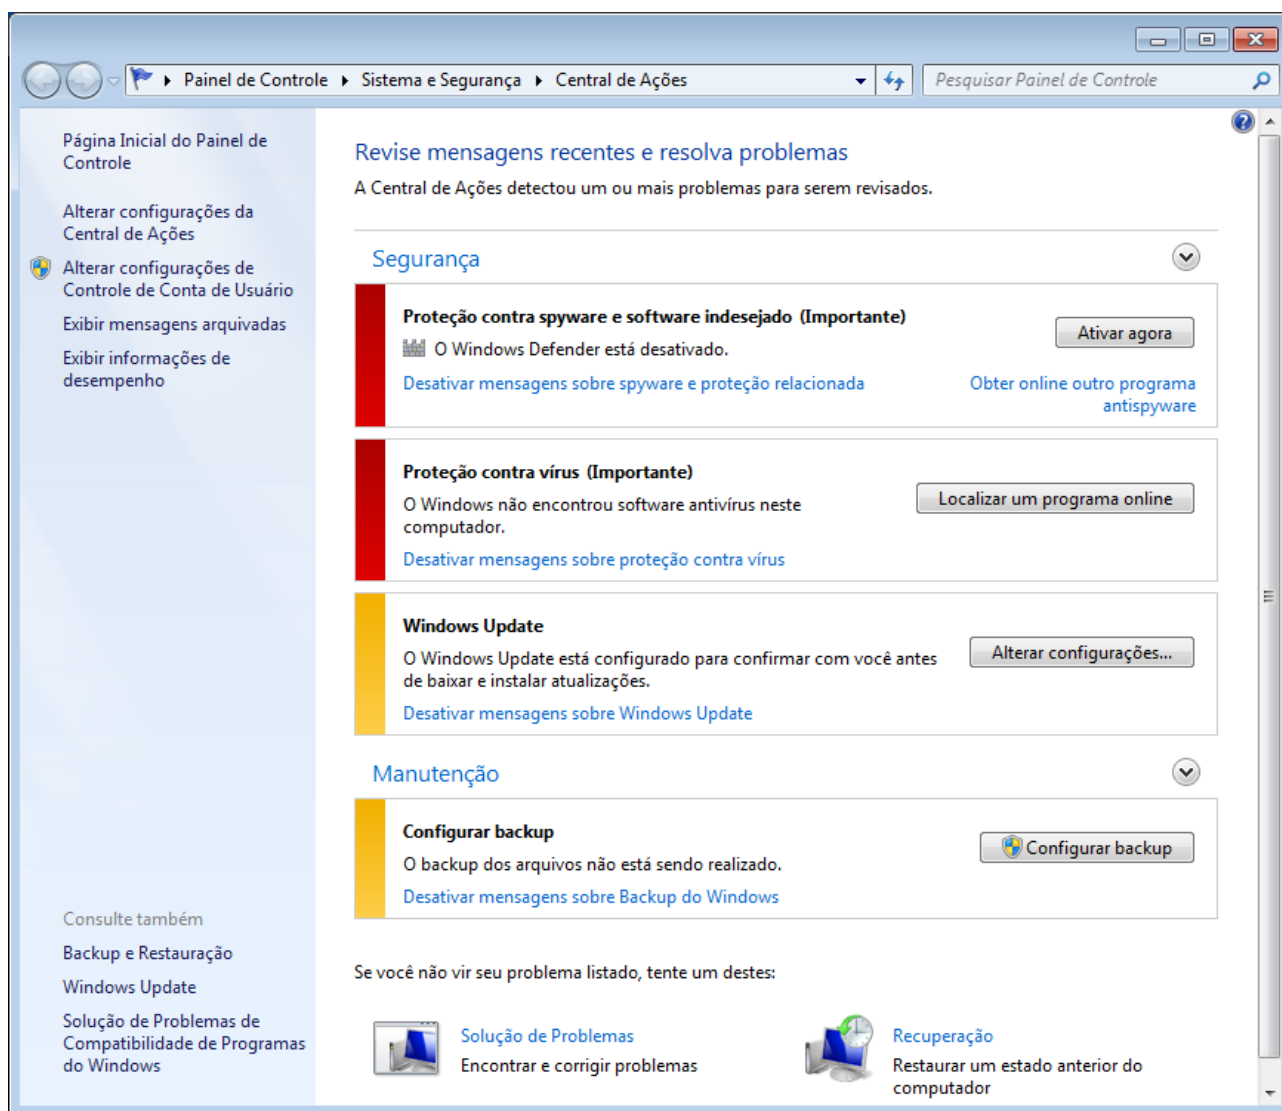 Painel de Controle Sistema e Segurança Central de Ações
Pesquisar Painel de Controle
Página Inicial do Painel de
Controle
Alterar configurações da
Central de Ações
Alterar configurações de
Controle de Conta de Usuário
Exibir mensagens arquivadas
Exibir informações de
desempenho
Consulte também
Backup e Restauração
Windows Update
Solução de Problemas de
Compatibilidade de Programas
do Windows
Revise mensagens recentes e resolva problemas
A Central de Ações detectou um ou mais problemas para serem revisados.
Segurança
Proteção contra spyware e software indesejado (Importante)
O Windows Defender está desativado.
Ativar agora
Desativar mensagens sobre spyware e proteção relacionada
Obter online outro programa
antispyware
Proteção contra vírus (Importante)
O Windows não encontrou software antivírus neste
computador.
Localizar um programa online
Desativar mensagens sobre proteção contra vírus
Windows Update
O Windows Update está configurado para confirmar com você antes
de baixar e instalar atualizações.
Alterar configurações...
Desativar mensagens sobre Windows Update
Manutenção
Configurar backup
O backup dos arquivos não está sendo realizado.
Configurar backup
Desativar mensagens sobre Backup do Windows
Se você não vir seu problema listado, tente um destes:
Solução de Problemas
Encontrar e corrigir problemas
Recuperação
Restaurar um estado anterior do
computador